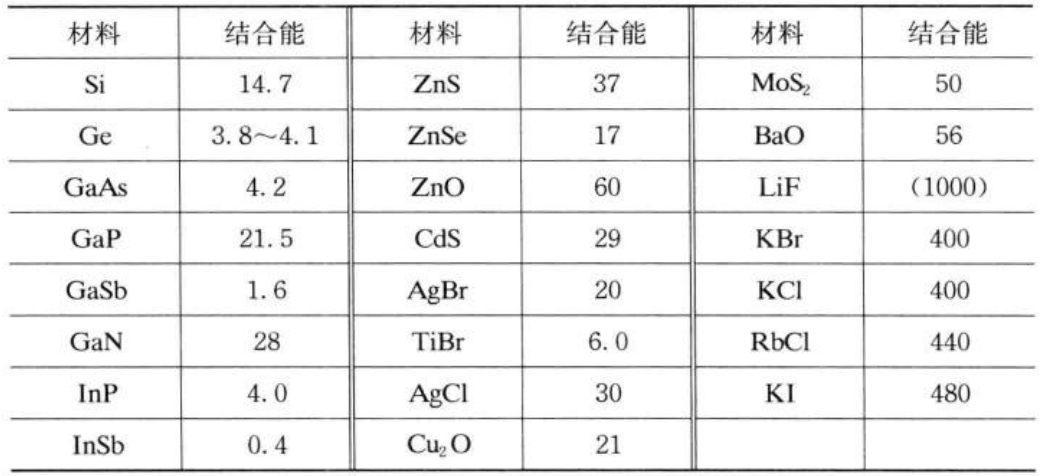 材料 结合能 材料 结合能 材料 结合能
Si 14.7 ZnS 37 MoS₂ 50
Ge 3.8～4.1 ZnSe 17 BaO 56
GaAs 4.2 ZnO 60 LiF (1000)
GaP 21.5 CdS 29 KBr 400
GaSb 1.6 AgBr 20 KCl 400
GaN 28 TiBr 6.0 RbCl 440
InP 4.0 AgCl 30 KI 480
InSb 0.4 Cu₂O 21